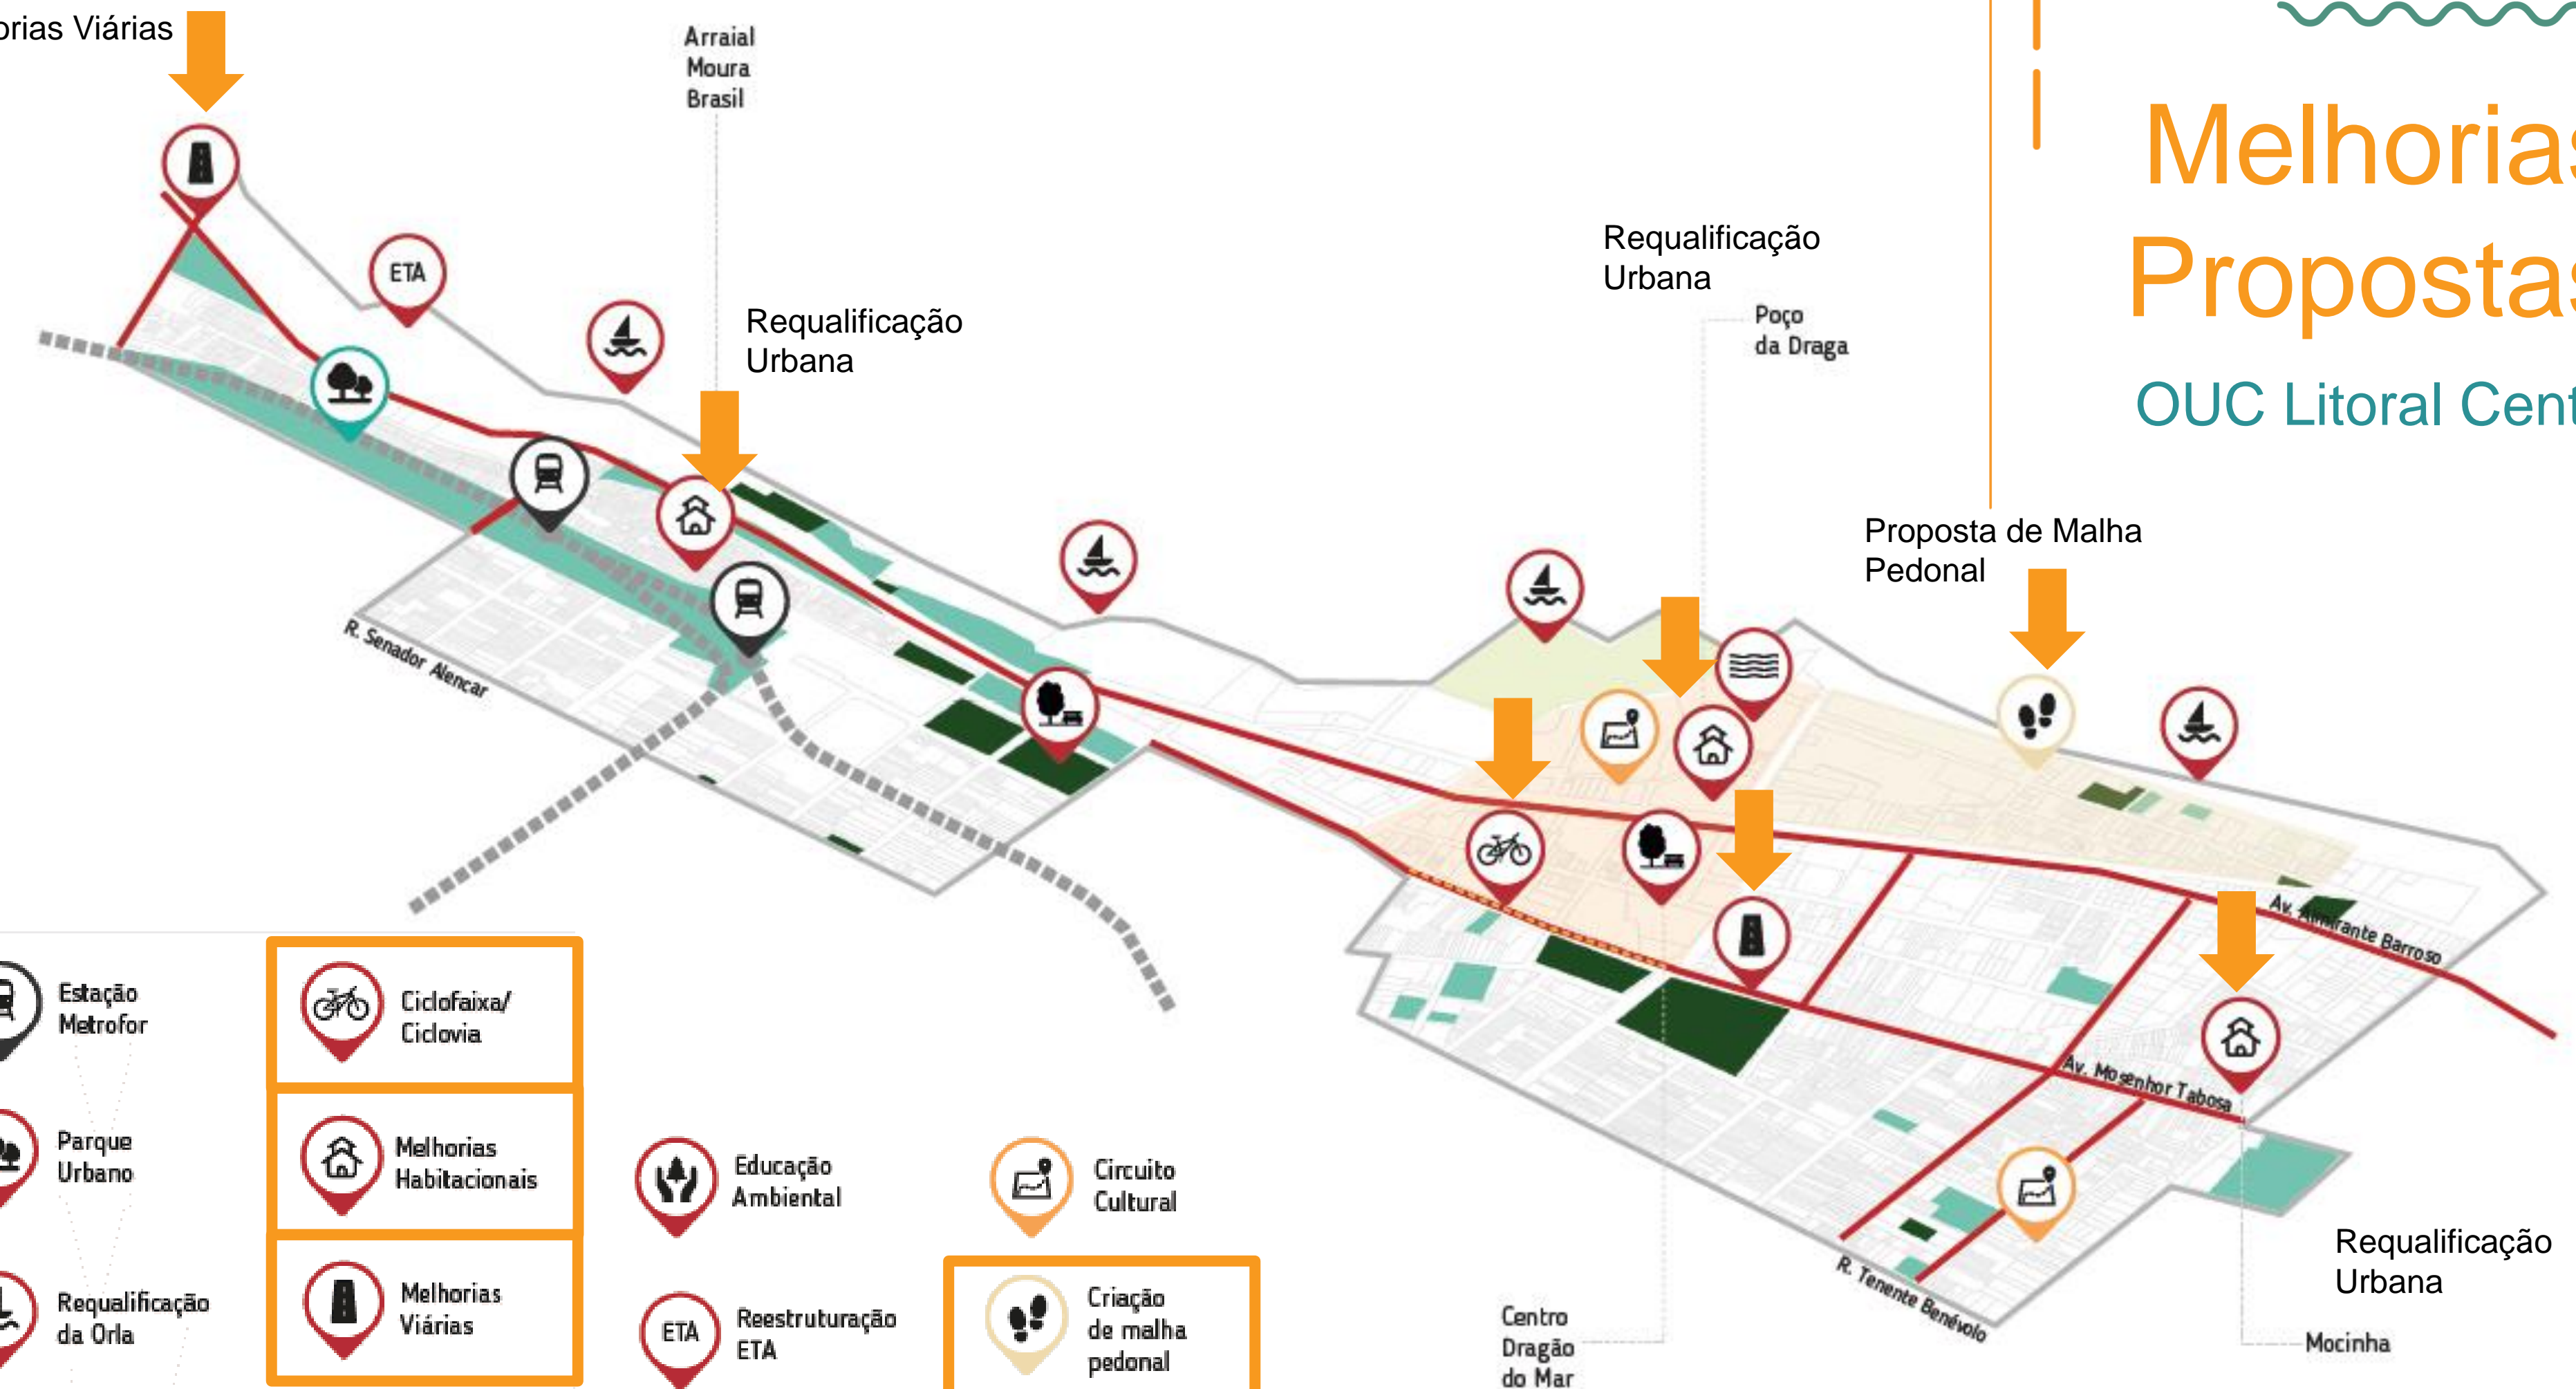 orias Viárias
Arraial
Moura
Brasil
Melhorias
Propostas
OUC Litoral Cent
ETA
Requalificação
Urbana
Requalificação
Urbana
Poço
da Draga
Proposta de Malha
Pedonal
R. Senador Alencar
Av. Almirante Barroso
Av. Mosenhor Tabosa
R. Tenente Benévolo
Requalificação
Urbana
Mocinha
Centro
Dragão
do Mar
Estação
Metrofor
Parque
Urbano
Requalificação
da Orla
Ciclofaixa/
Ciclovia
Melhorias
Habitacionais
Melhorias
Viárias
Educação
Ambiental
ETA
Reestruturação
ETA
Circuito
Cultural
Criação
de malha
pedonal